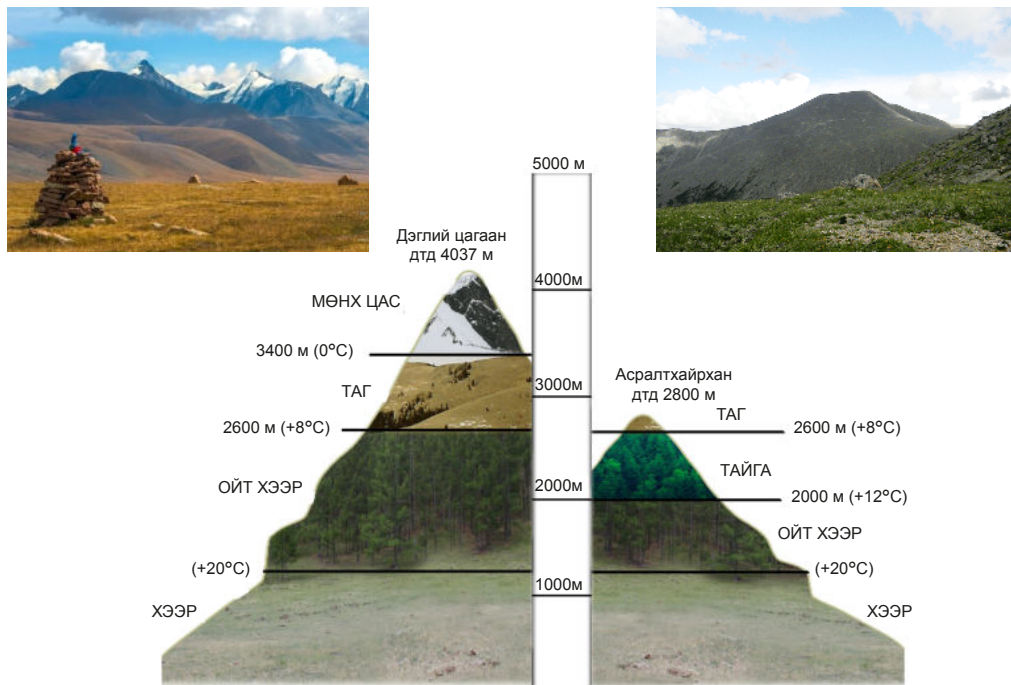 5000 м
Дэглий цагаан
дтд 4037 м
4000м
МӨНХ ЦАС
3400 м (0°C)
3000м
Асралтхайрхан
дтд 2800 м
ТАГ
ТАГ
2600 м (+8°C)
2600 м (+8°C)
ТАЙГА
ОЙТ ХЭЭР
2000м
2000 м (+12°C)
ОЙТ ХЭЭР
(+20°C)
(+20°C)
1000м
ХЭЭР
ХЭЭР